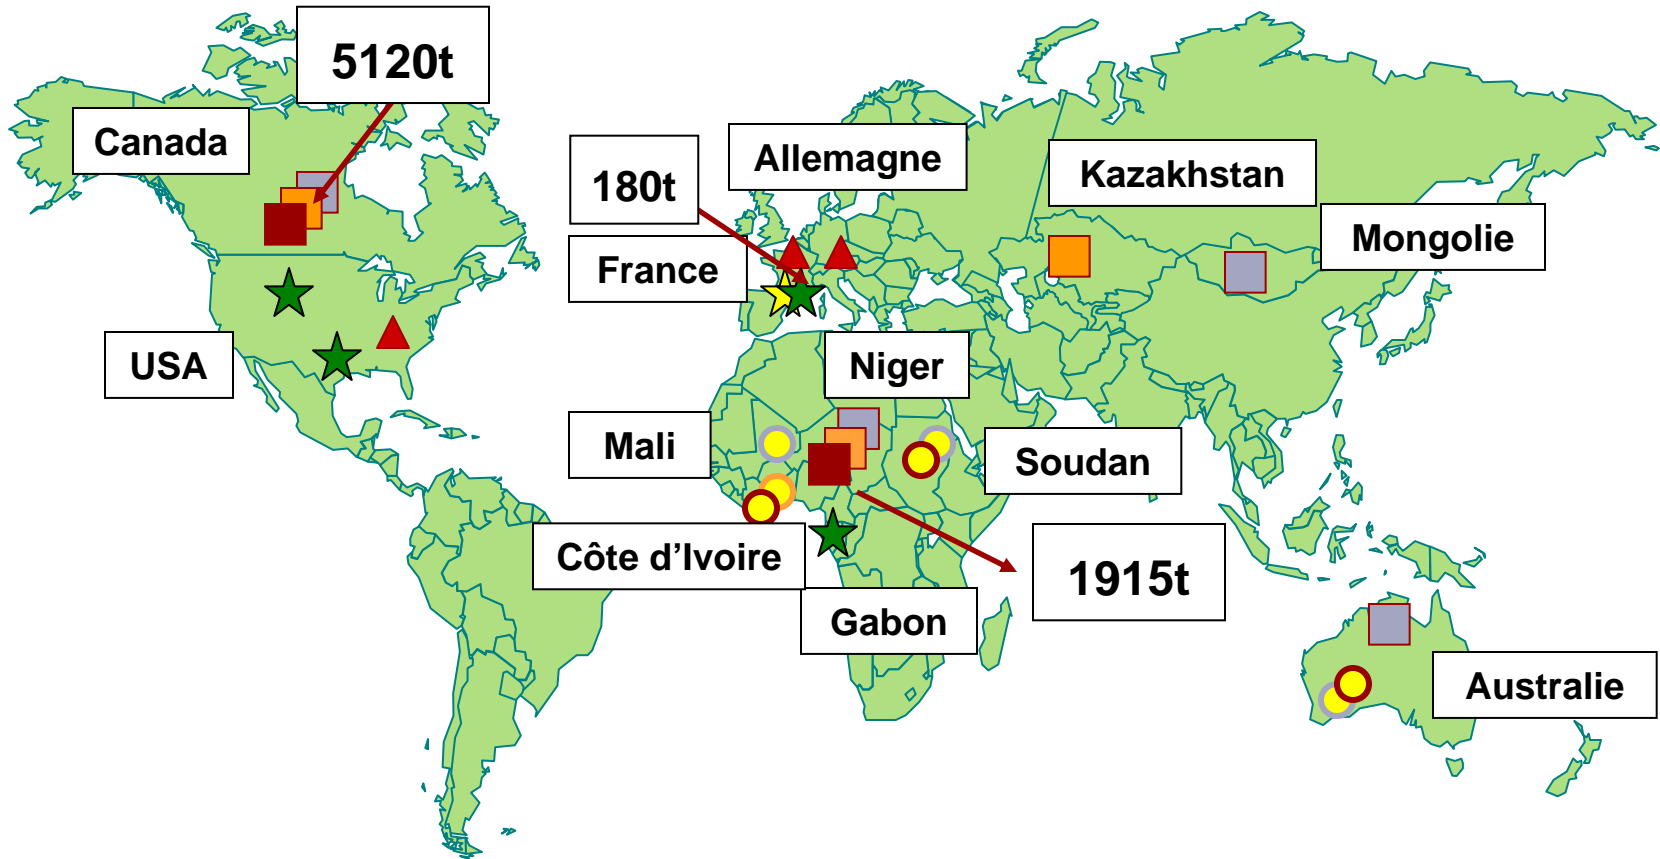 5120t
Canada
Allemagne
Kazakhstan
180t
Mongolie
France
USA
Niger
Mali
Soudan
Côte d’Ivoire
1915t
Gabon
Australie